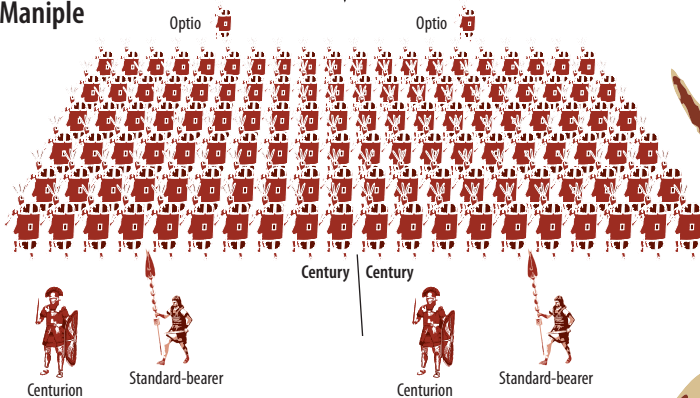 Maniple
Optio
Optio
Century
Century
Centurion
Standard-bearer
Centurion
Standard-bearer